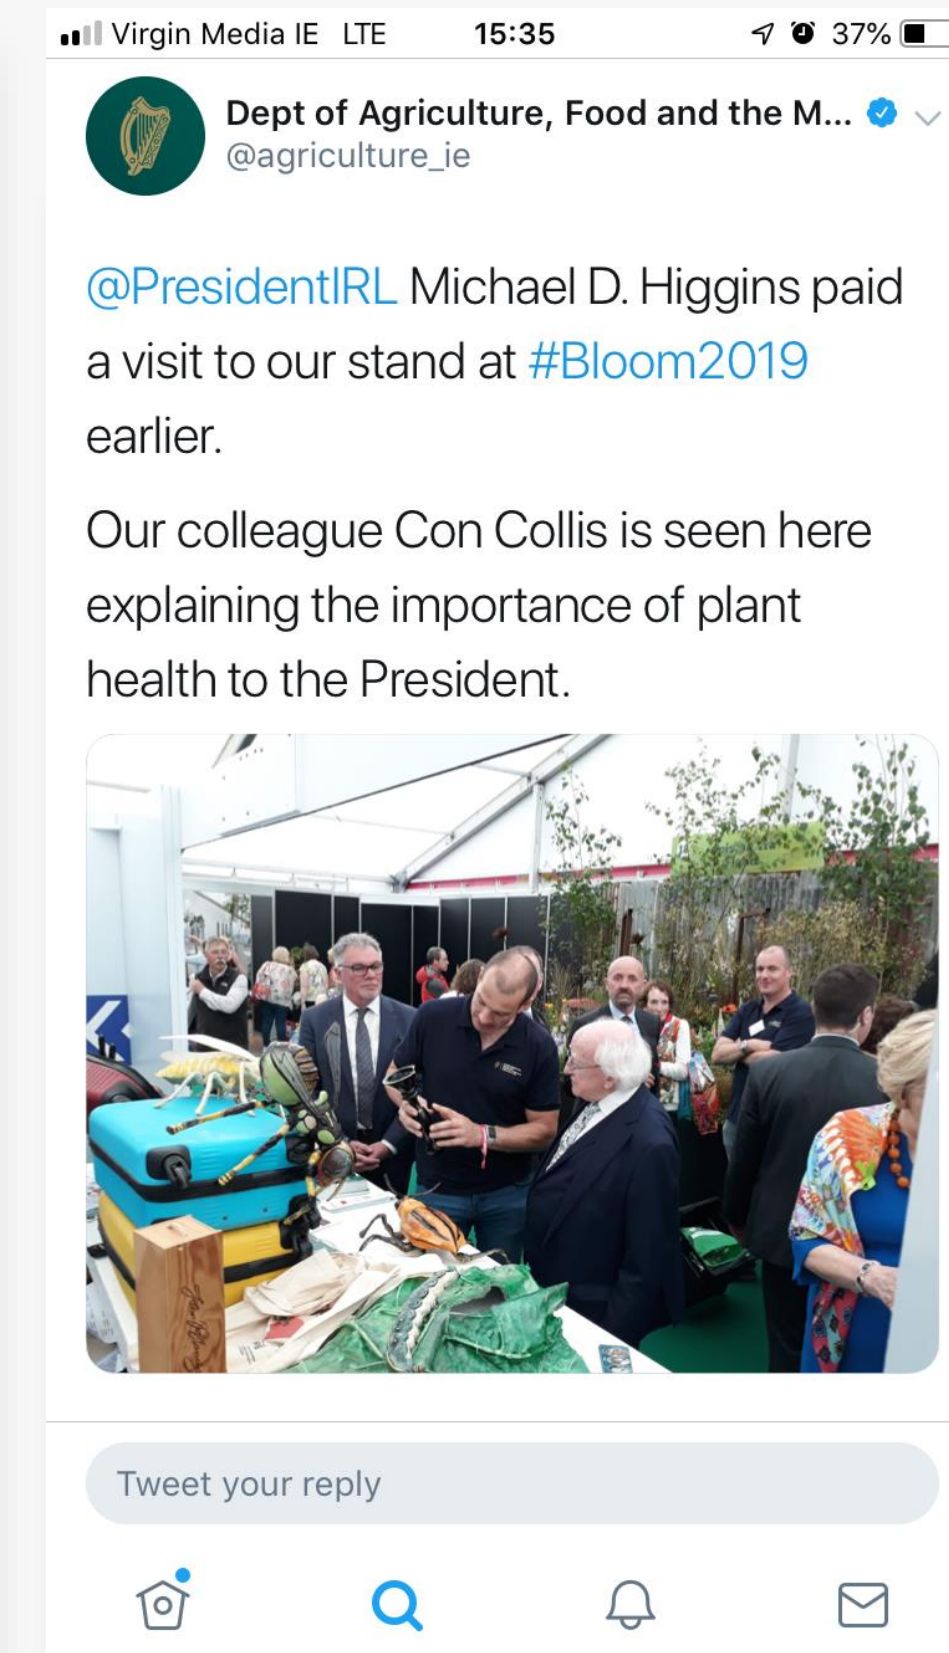 Virgin Media IE LTE 15:35 37%
Dept of Agriculture, Food and the M...
@agriculture_ie
@PresidentIRL Michael D. Higgins paid
a visit to our stand at #Bloom2019
earlier.
Our colleague Con Collis is seen here
explaining the importance of plant
health to the President.
Tweet your reply